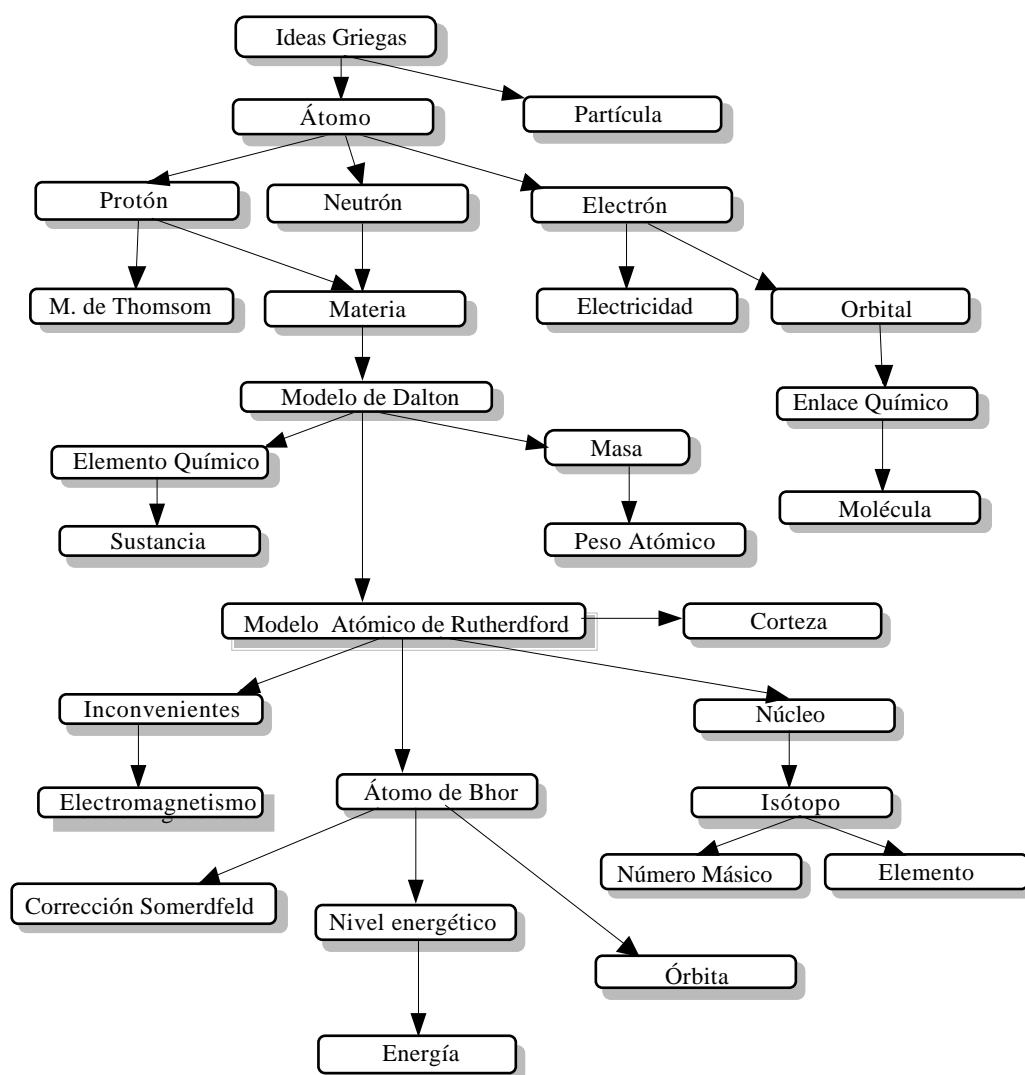 Ideas Griegas
Partícula
Átomo
Protón
Neutrón
Electrón
M. de Thomsom
Materia
Electricidad
Orbital
Modelo de Dalton
Enlace Químico
Masa
Elemento Químico
Molécula
Sustancia
Peso Atómico
Modelo Atómico de Rutherdford
Corteza
Inconvenientes
Núcleo
Electromagnetismo
Átomo de Bhor
Isótopo
Número Másico
Elemento
Corrección Somerdfeld
Nivel energético
Órbita
Energía